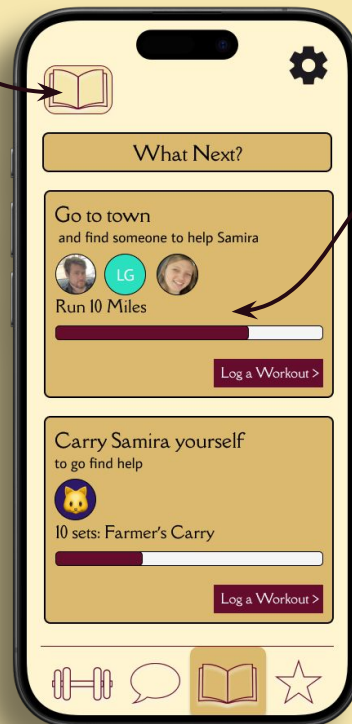 What Next?
Go to town
and find someone to help Samira
LG
Run 10 Miles
Log a Workout >
Carry Samira yourself
to go find help
10 sets: Farmer's Carry
Log a Workout >